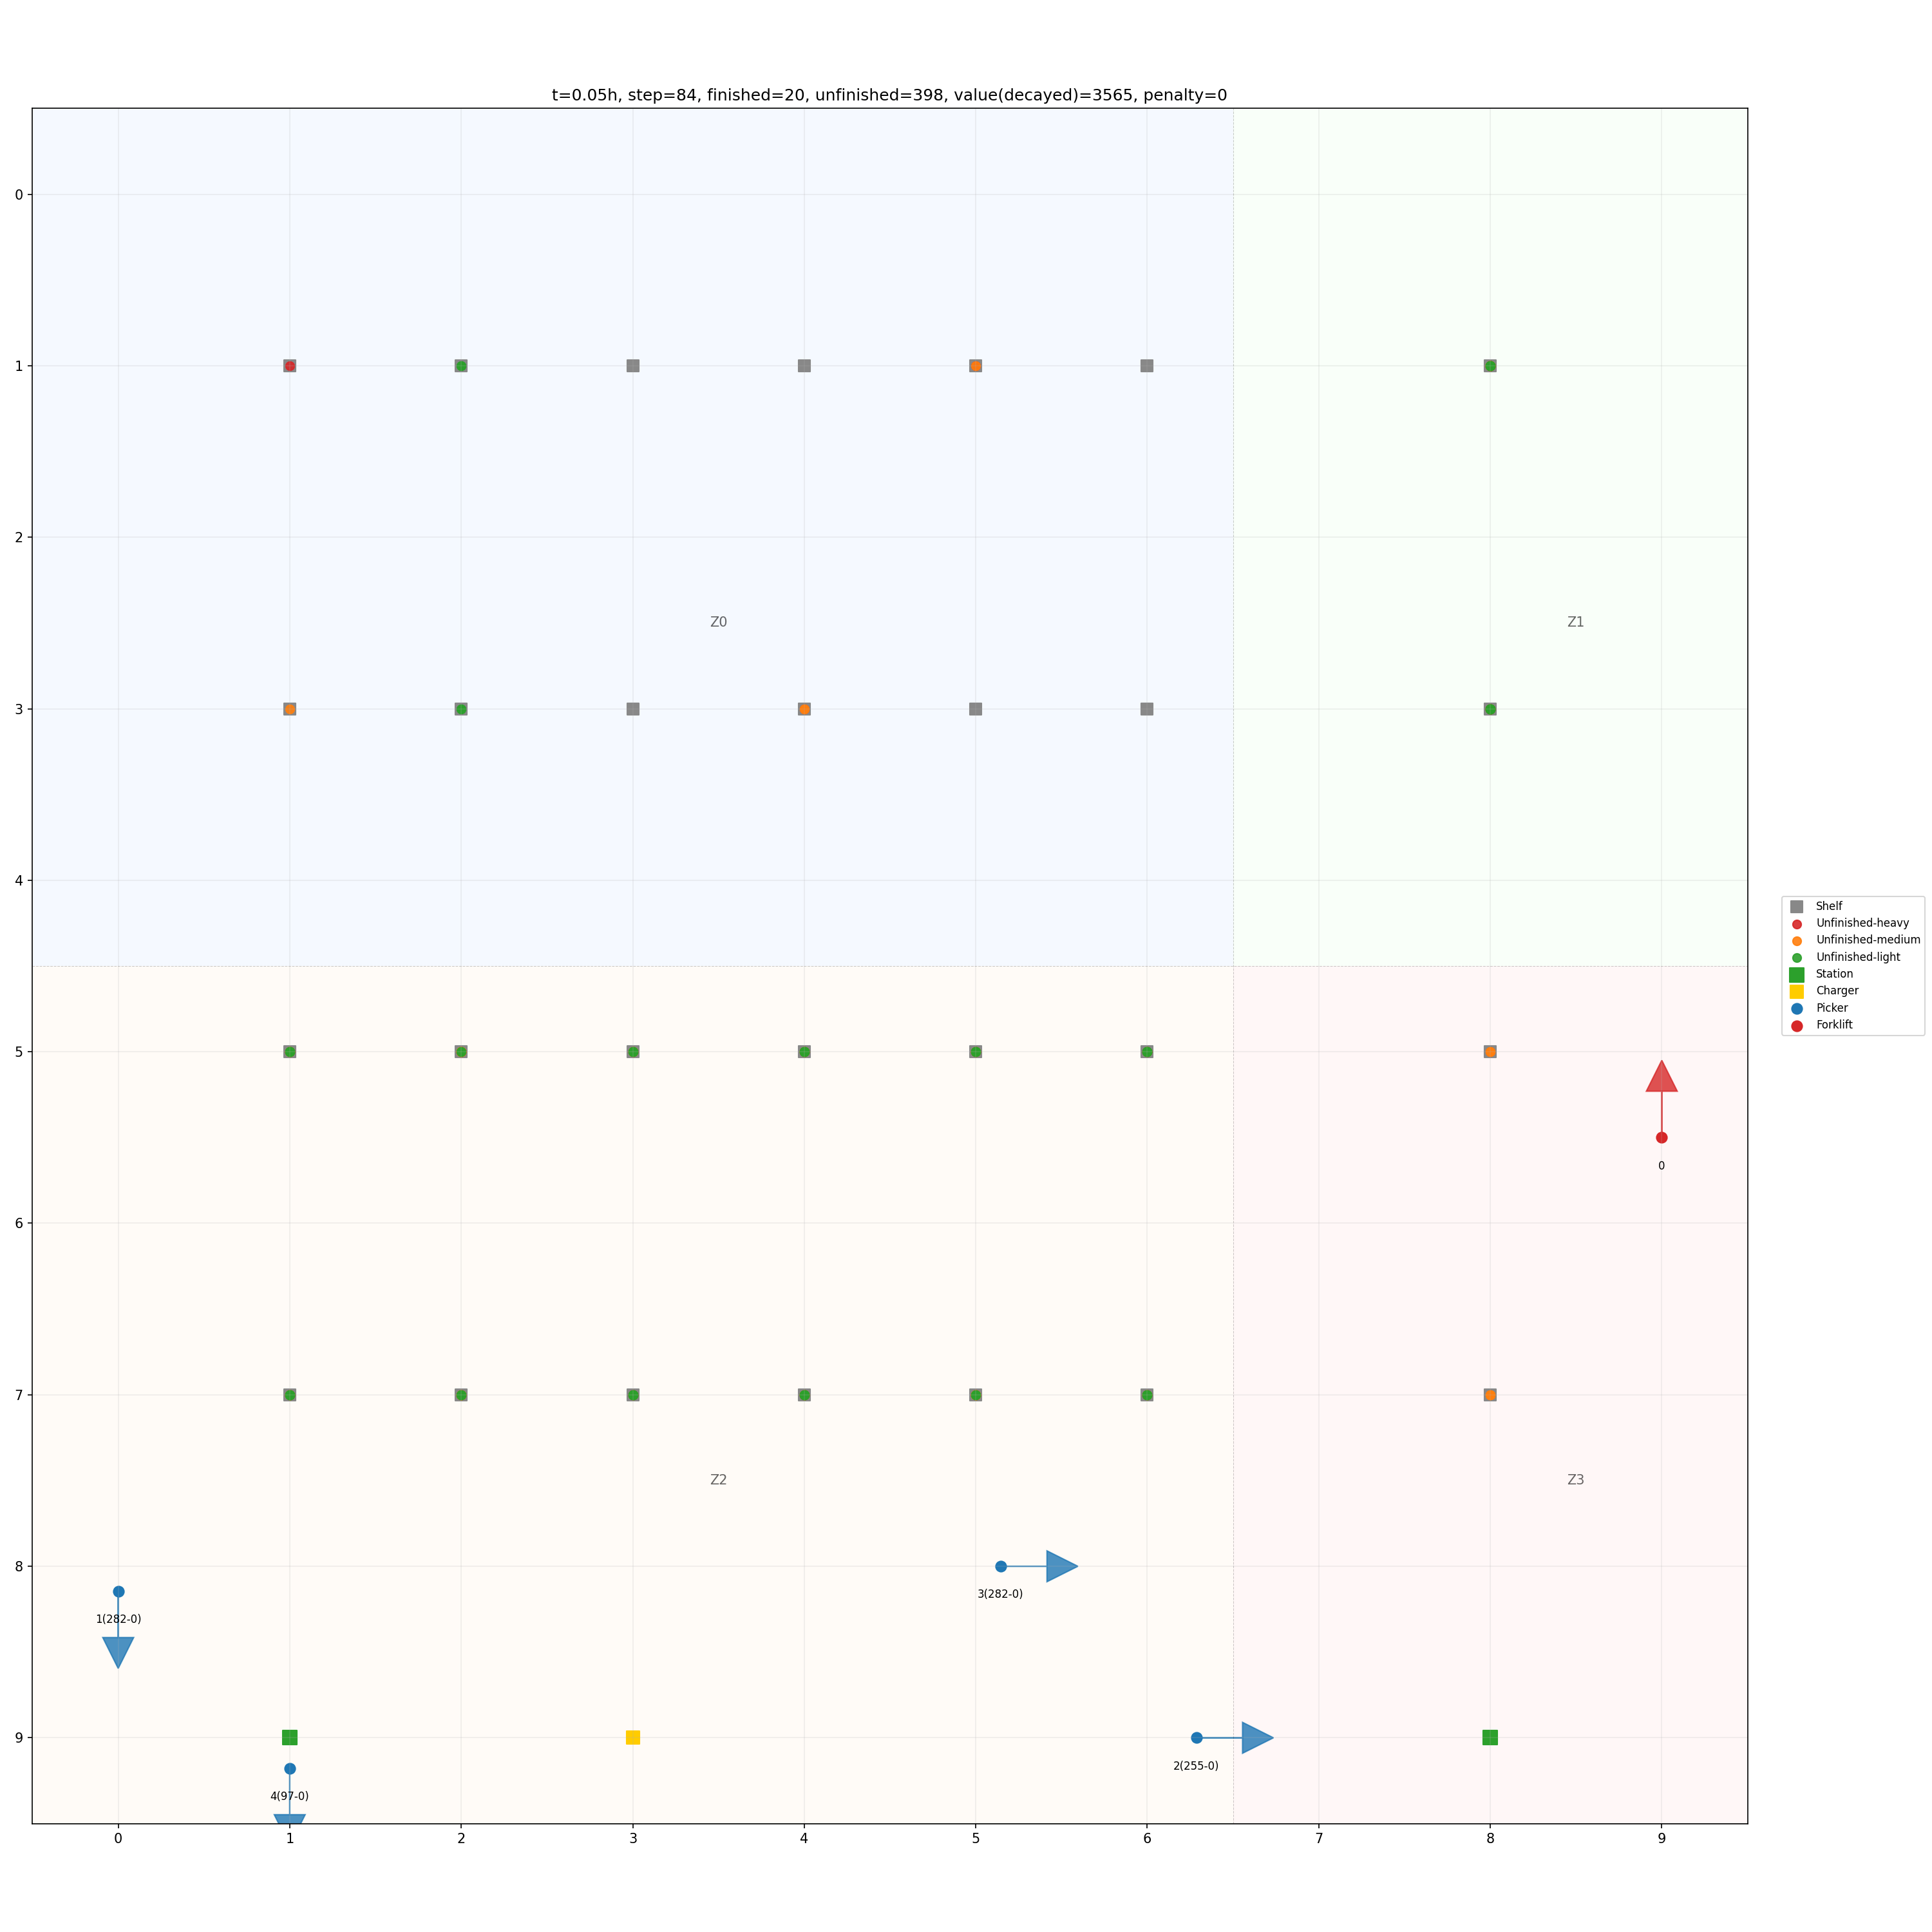 t=0.05h, step=84, finished=20, unfinished=398, value(decayed)=3565, penalty=0
0
1
2
Z0
Z1
3
4
Shelf
Unfinished-heavy
Unfinished-medium
Unfinished-light
Station
Charger
Picker
Forklift
5
0
6
7
Z2
Z3
8
3(282-0)
1(282-0)
9
2(255-0)
4(97-0)
0 1 2 3 4 5 6 7 8 9